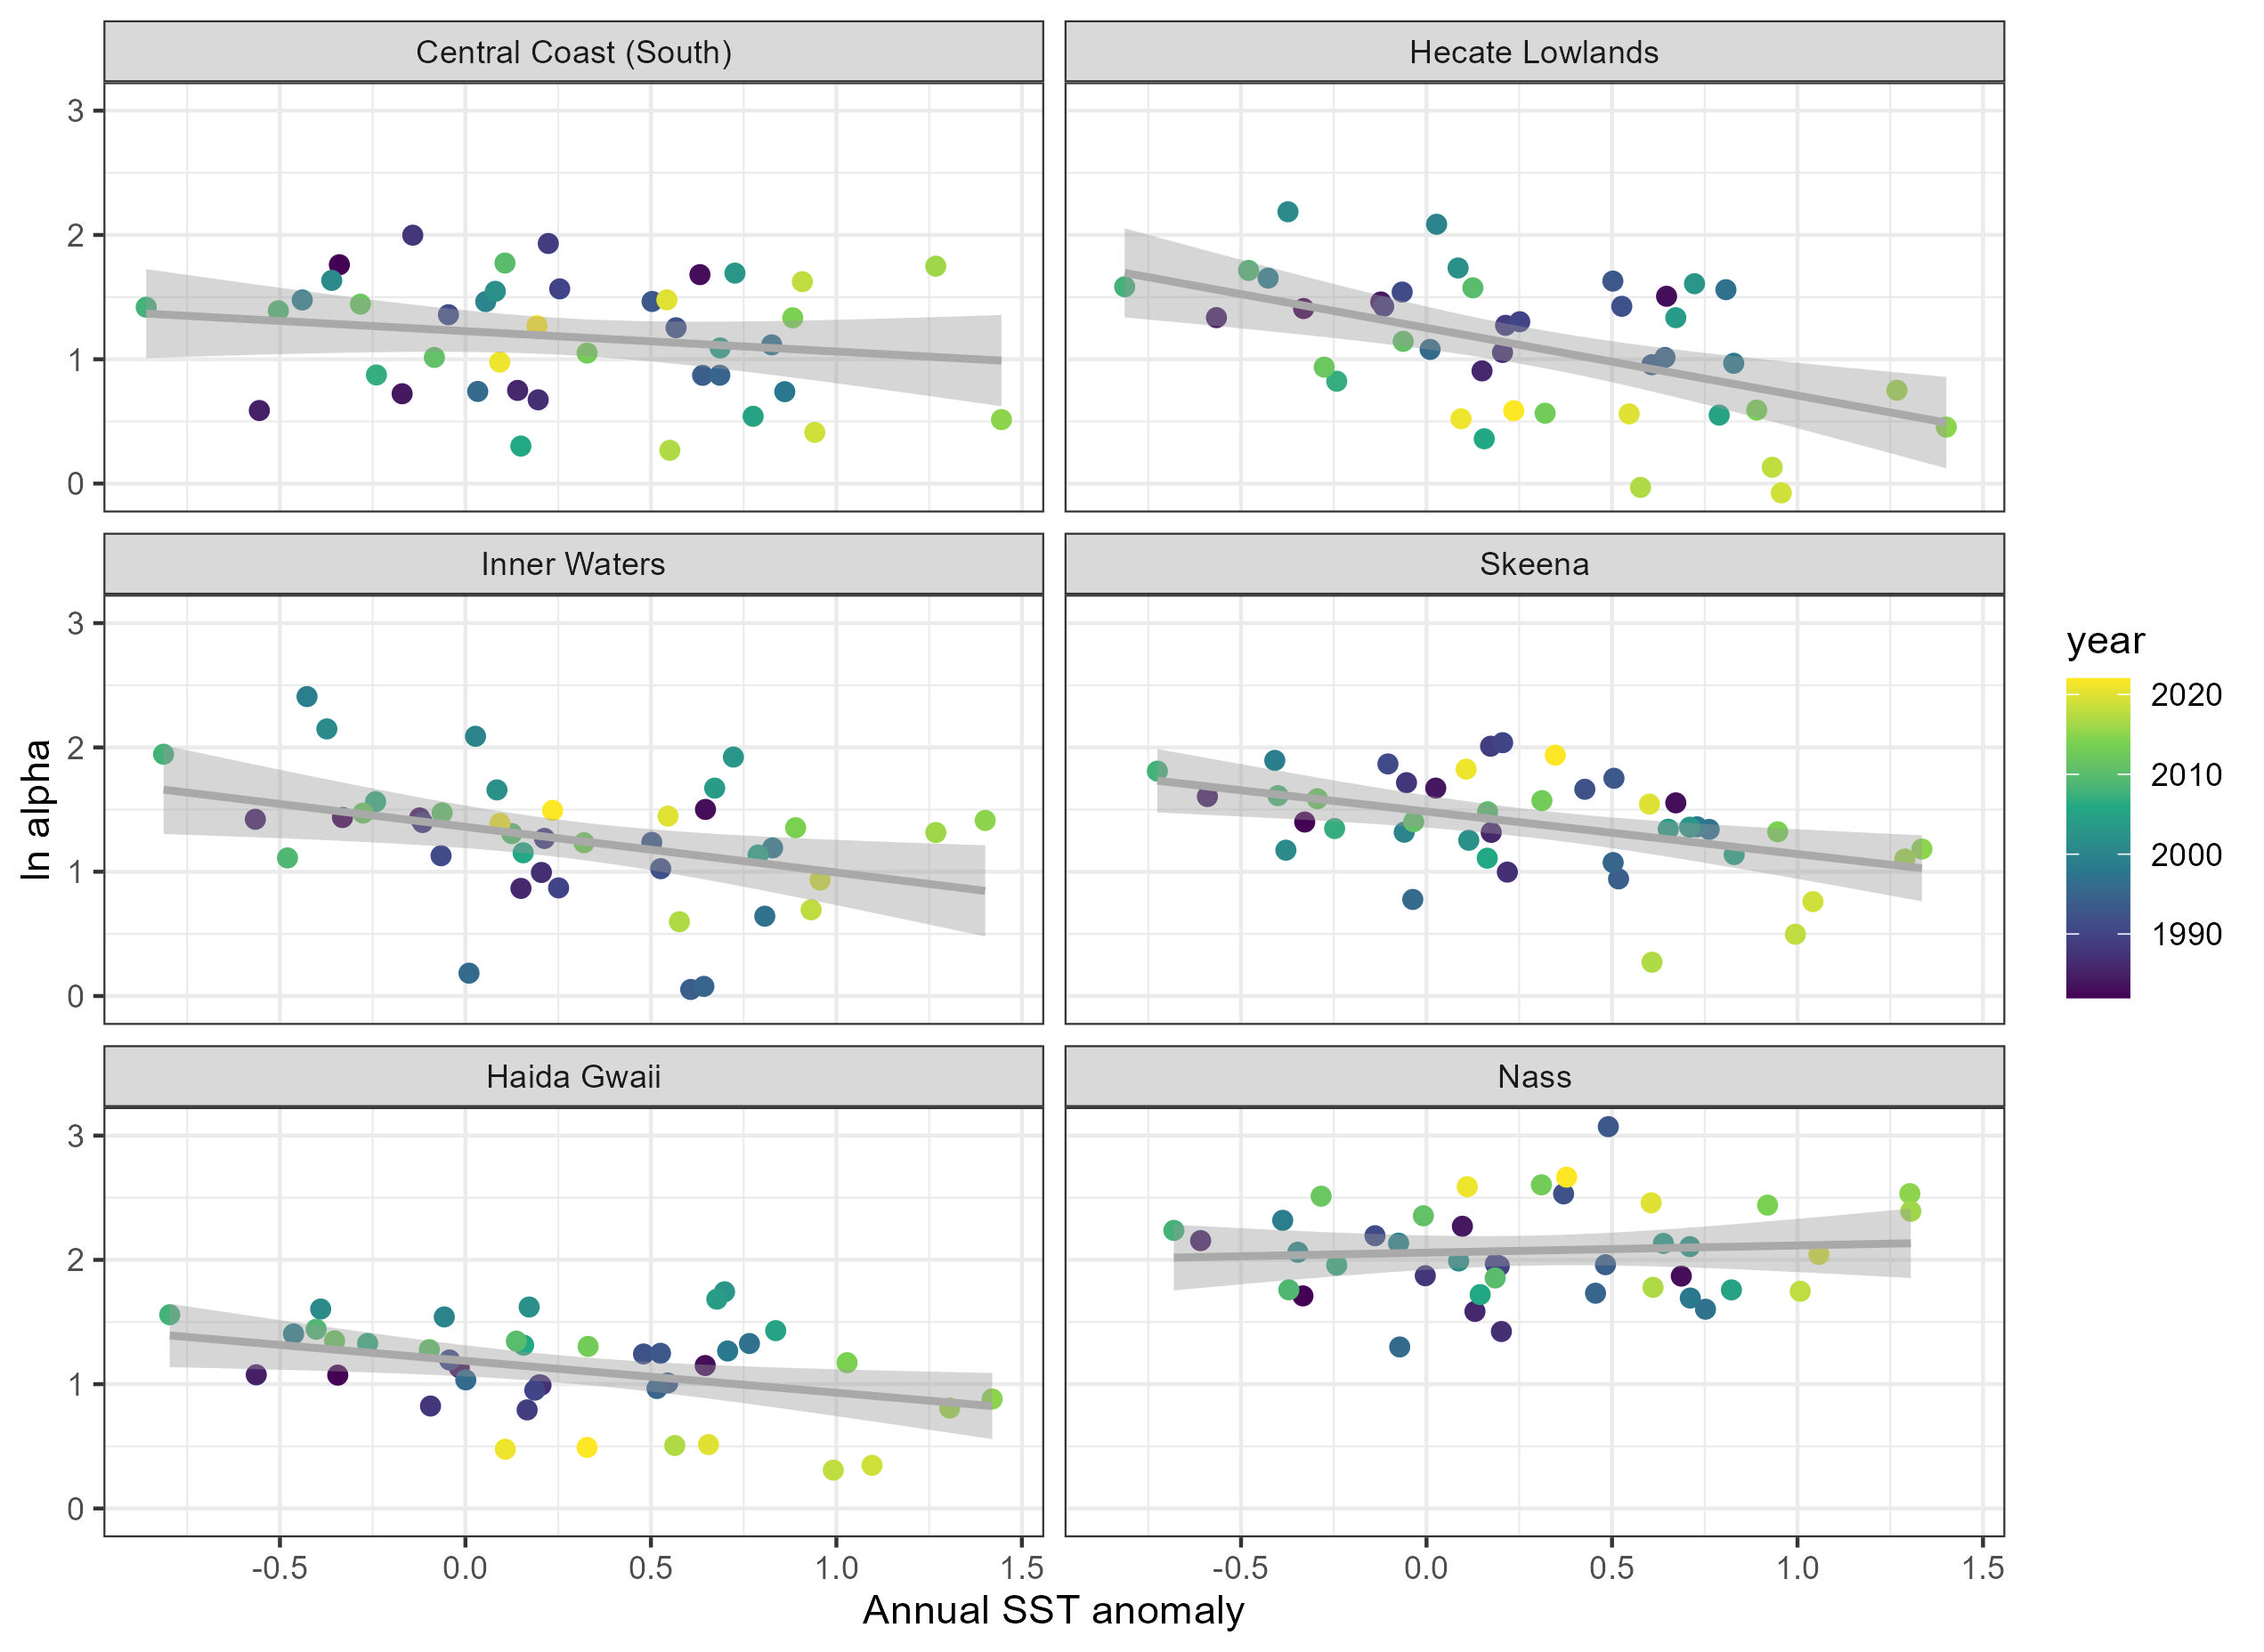 Central Coast (South)
Hecate Lowlands
3
2
1
0
Inner Waters
Skeena
3
2
1
0
ln alpha
Haida Gwaii
Nass
3
2
1
0
-0.5 0.0 0.5 1.0 1.5
-0.5 0.0 0.5 1.0 1.5
Annual SST anomaly
year
2020
2010
2000
1990